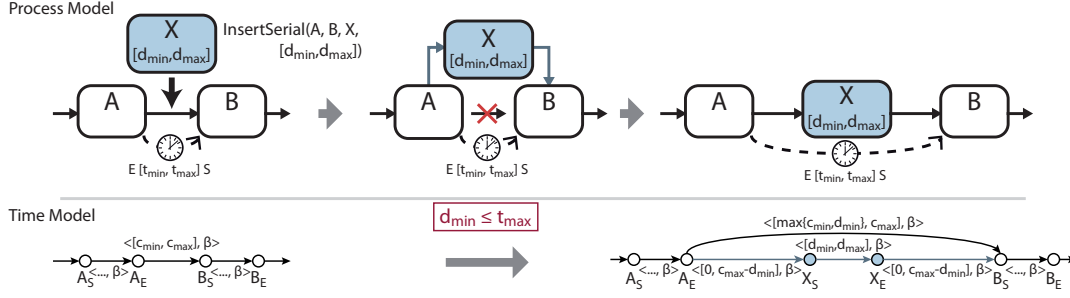 Process Model
X
[dmin,dmax]
InsertSerial(A, B, X,
[dmin,dmax])
A
B
E [tmin, tmax] S
X
[dmin,dmax]
A
B
E [tmin, tmax] S
A
X
[dmin,dmax]
B
E [tmin, tmax] S
Time Model
<[cmin, cmax], β>
AS <..., β> AE BS <..., β> BE
dmin ≤ tmax
<[max{cmin,dmin}, cmax], β>
<[dmin,dmax], β>
AS <..., β> AE <[0, cmax-dmin], β> XS XE <[0, cmax-dmin], β> BS <..., β> BE